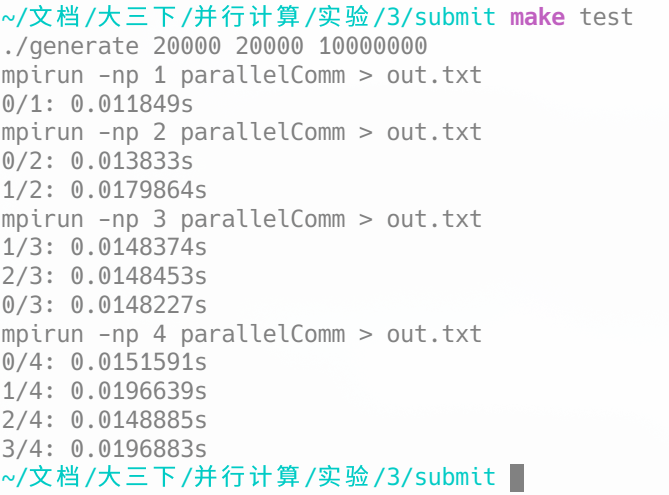 ~/文档/大三下/并行计算/实验/3/submit make test
./generate 20000 20000 10000000
mpirun -np 1 parallelComm > out.txt
0/1: 0.011849s
mpirun -np 2 parallelComm > out.txt
0/2: 0.013833s
1/2: 0.0179864s
mpirun -np 3 parallelComm > out.txt
1/3: 0.0148374s
2/3: 0.0148453s
0/3: 0.0148227s
mpirun -np 4 parallelComm > out.txt
0/4: 0.0151591s
1/4: 0.0196639s
2/4: 0.0148885s
3/4: 0.0196883s
~/文档/大三下/并行计算/实验/3/submit